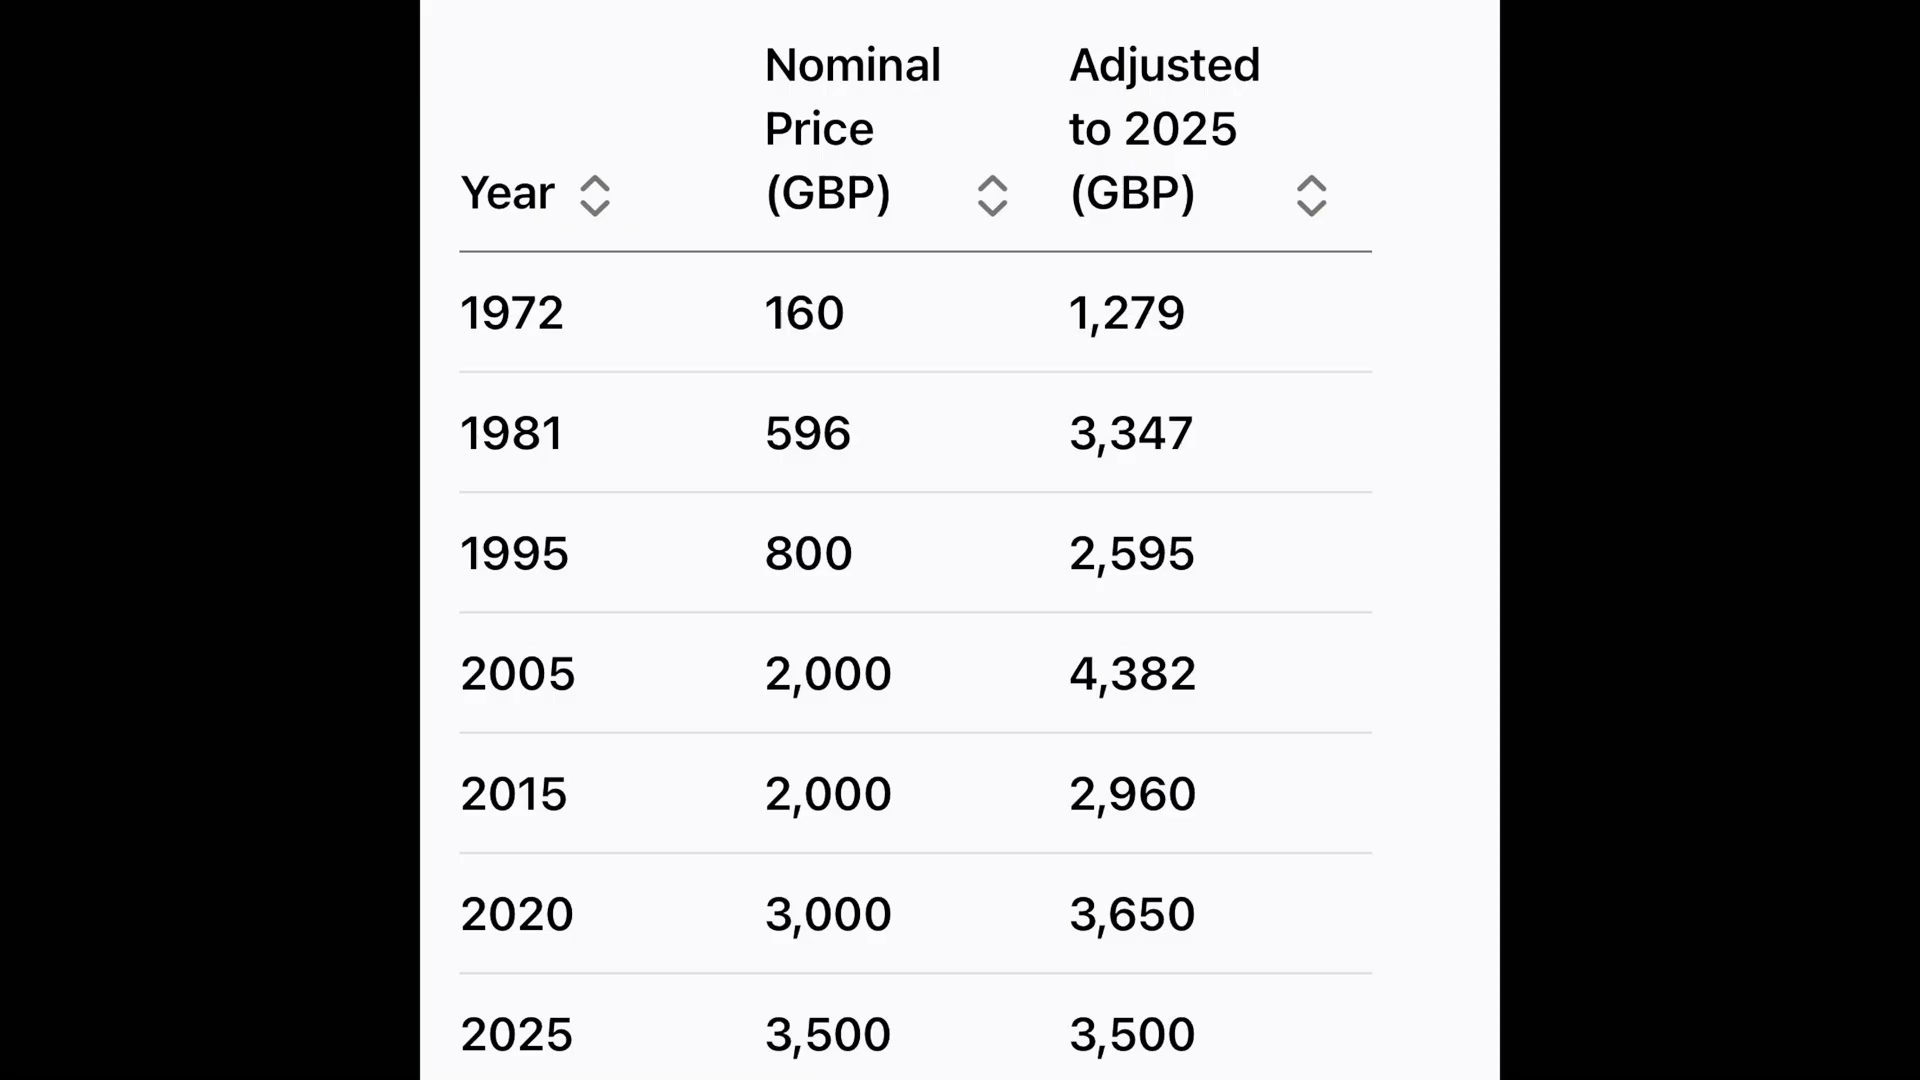 Year Nominal Price (GBP) Adjusted to 2025 (GBP)
1972 160 1,279
1981 596 3,347
1995 800 2,595
2005 2,000 4,382
2015 2,000 2,960
2020 3,000 3,650
2025 3,500 3,500